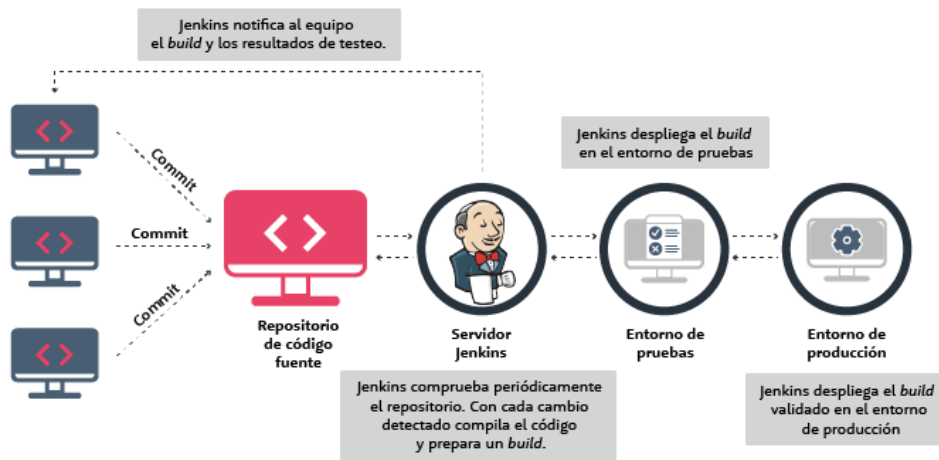 Jenkins notifica al equipo
el build y los resultados de testeo.
Jenkins despliega el build
en el entorno de pruebas
Commit
Commit
Commit
Repositorio
de código
fuente
Servidor
Jenkins
Entorno de
pruebas
Entorno de
producción
Jenkins comprueba periódicamente
el repositorio. Con cada cambio
detectado compila el código
y prepara un build.
Jenkins despliega el build
validado en el entorno
de producción